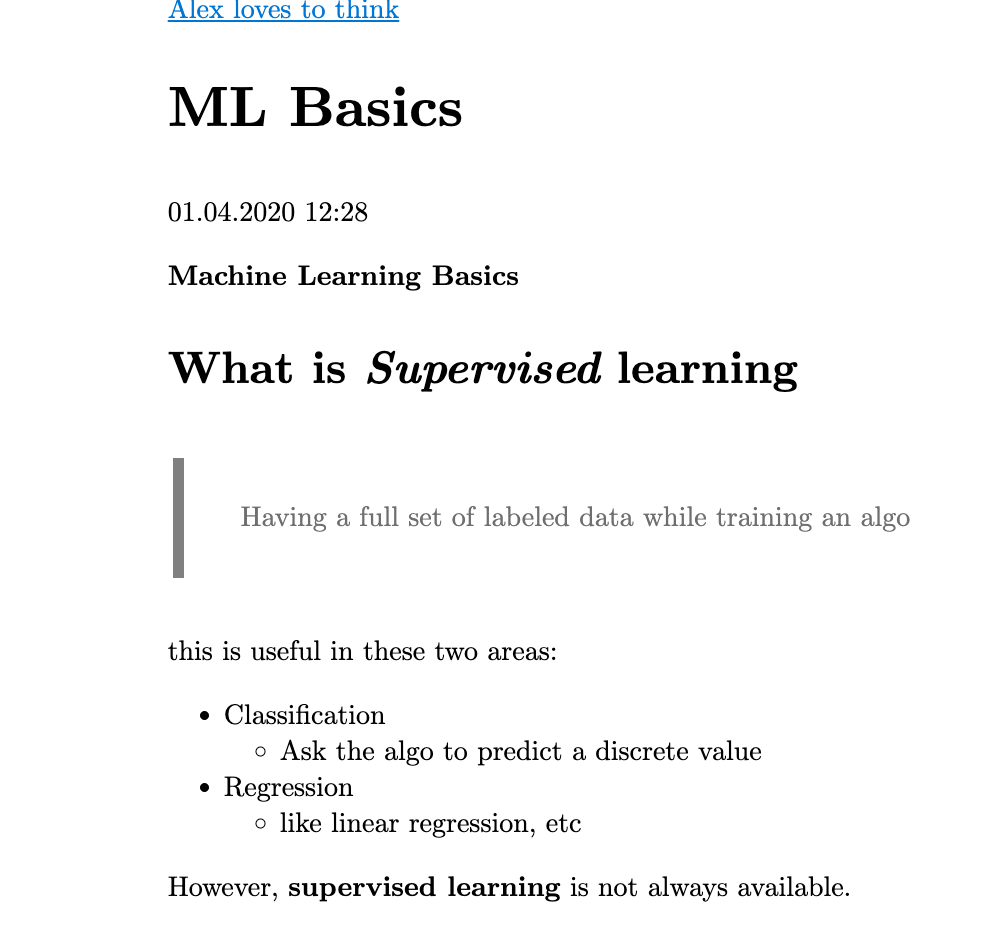 Alex loves to think
ML Basics
01.04.2020 12:28
Machine Learning Basics
What is Supervised learning
Having a full set of labeled data while training an algo
this is useful in these two areas:
Classification
Ask the algo to predict a discrete value
Regression
like linear regression, etc
However, supervised learning is not always available.